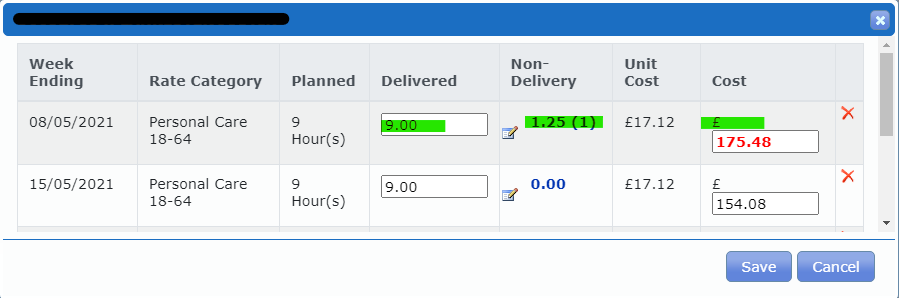 Week Ending Rate Category Planned Delivered Non-Delivery Unit Cost Cost
08/05/2021 Personal Care 18-64 9 Hour(s) 9.00 1.25 (1) £17.12 £ 175.48
15/05/2021 Personal Care 18-64 9 Hour(s) 9.00 0.00 £17.12 £ 154.08
Save Cancel